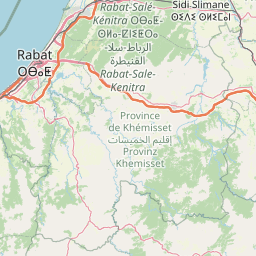 Rabat-Salé-
Kénitra ⵔⴱⴰⵟ-
ⵙⵍⴰ-ⵇⵏⵉⵟⵔⴰ
الرباط-سلا-
القنيطرة
Rabat-Salé-
Kenitra
Sidi-Slimane
ⵙⵉⴷⵉ ⵙⵍⵉⵎⴰⵏ
Rabat
ⵔⴱⴰⵟ
Province
de Khémisset
إقليم الخميسات
Provinz
Khemisset